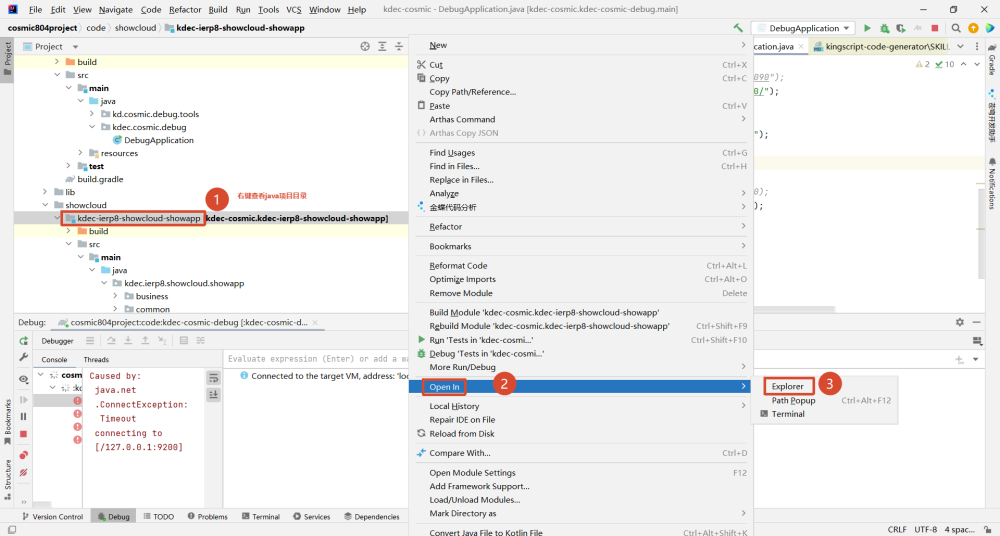 File Edit View Navigate Code Refactor Build Run Tools VCS Window Help kdec-cosmic - DebugApplication.java [kdec-cosmic.kdec-cosmic-debug.main]
cosmic804project code showcloud kdec-ierp8-showcloud-showapp
DebugApplication
Project
cation.java
kingscript-code-generator\SKILL
build
src
main
java
kd.cosmic.debug.tools
kdec.cosmic.debug
DebugApplication
resources
test
build.gradle
lib
showcloud
1 右键查看java项目目录
kdec-ierp8-showcloud-showapp [kdec-cosmic.kdec-ierp8-showcloud-showapp]
build
src
main
java
kdec.ierp8.showcloud.showapp
business
common
New
Cut Ctrl+X
Copy Ctrl+C
Copy Path/Reference...
Paste Ctrl+V
Arthas Command
Arthas Copy JSON
Find Usages Ctrl+G
Find in Files... Ctrl+H
Replace in Files...
Analyze
金蝶代码分析
Refactor
Bookmarks
Reformat Code Ctrl+Alt+L
Optimize Imports Ctrl+Alt+O
Remove Module Delete
Build Module 'kdec-cosmic.kdec-ierp8-showcloud-showapp'
Rebuild Module 'kdec-cosmic.kdec-ierp8-showcloud-showapp' Ctrl+Shift+F9
Run 'Tests in 'kdec-cosmi...' Ctrl+Shift+F10
Debug 'Tests in 'kdec-cosmi...'
More Run/Debug
Open In 2
Local History
Repair IDE on File
Reload from Disk
Compare With... Ctrl+D
Open Module Settings F12
Add Framework Support...
Load/Unload Modules...
Mark Directory as
Convert Java File to Kotlin File Ctrl+Alt+Shift+K
Explorer 3
Path Popup Ctrl+Alt+F12
Terminal
2 10
090");
0/");
");
0);
);
Gradle
Notifications
Project
Bookmarks
Structure
Debug: cosmic804project:code:kdec-cosmic-debug [:kdec-cosmic-d...
Debugger
Console Threads
Evaluate expression (Enter) or add a
Connected to the target VM, address: 'loc
cosm
:kd
Caused by:
java.net
.ConnectException:
Timeout
connecting to
[/127.0.0.1:9200]
Version Control Debug TODO Problems Terminal Services Dependencies
CRLF UTF-8 4 spac...